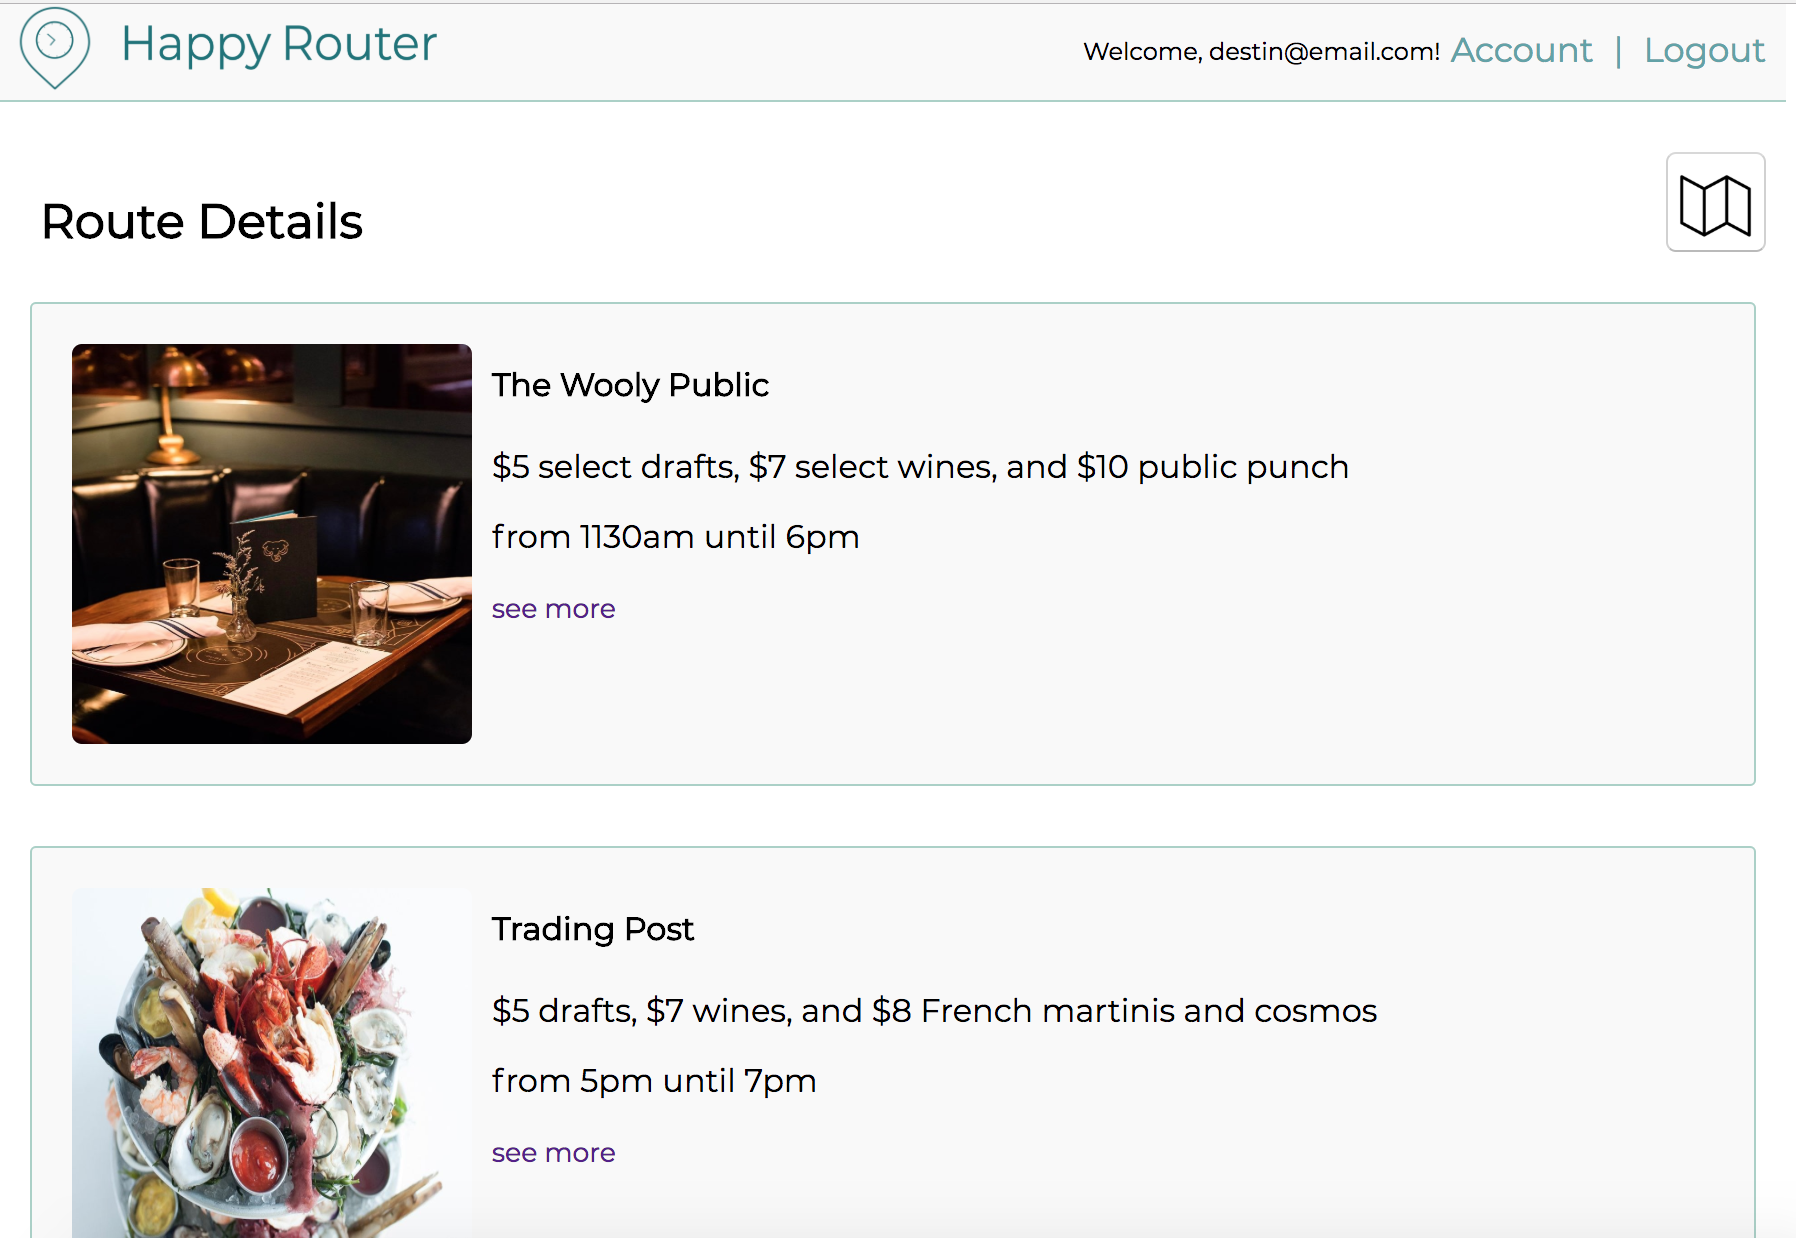 Happy Router
Welcome, destin@email.com! Account | Logout
Route Details
The Wooly Public
$5 select drafts, $7 select wines, and $10 public punch
from 1130am until 6pm
see more
Trading Post
$5 drafts, $7 wines, and $8 French martinis and cosmos
from 5pm until 7pm
see more